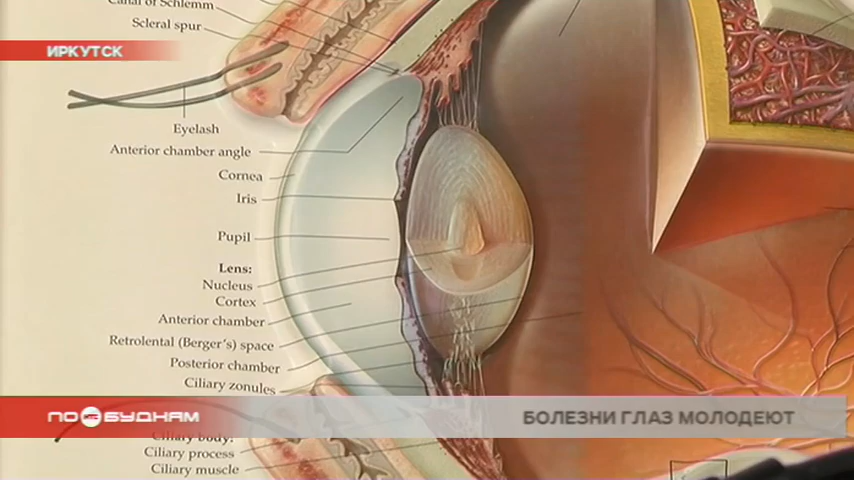 Canal of Schlemm
Scleral spur
ИРКУТСК
Eyelash
Anterior chamber angle
Cornea
Iris
Pupil
Lens:
Nucleus
Cortex
Anterior chamber
Retrolental (Berger's) space
Posterior chamber
Ciliary zonules
ПО БУДНЯМ
БОЛЕЗНИ ГЛАЗ МОЛОДЕЮТ
Ciliary body:
Ciliary process
Ciliary muscle